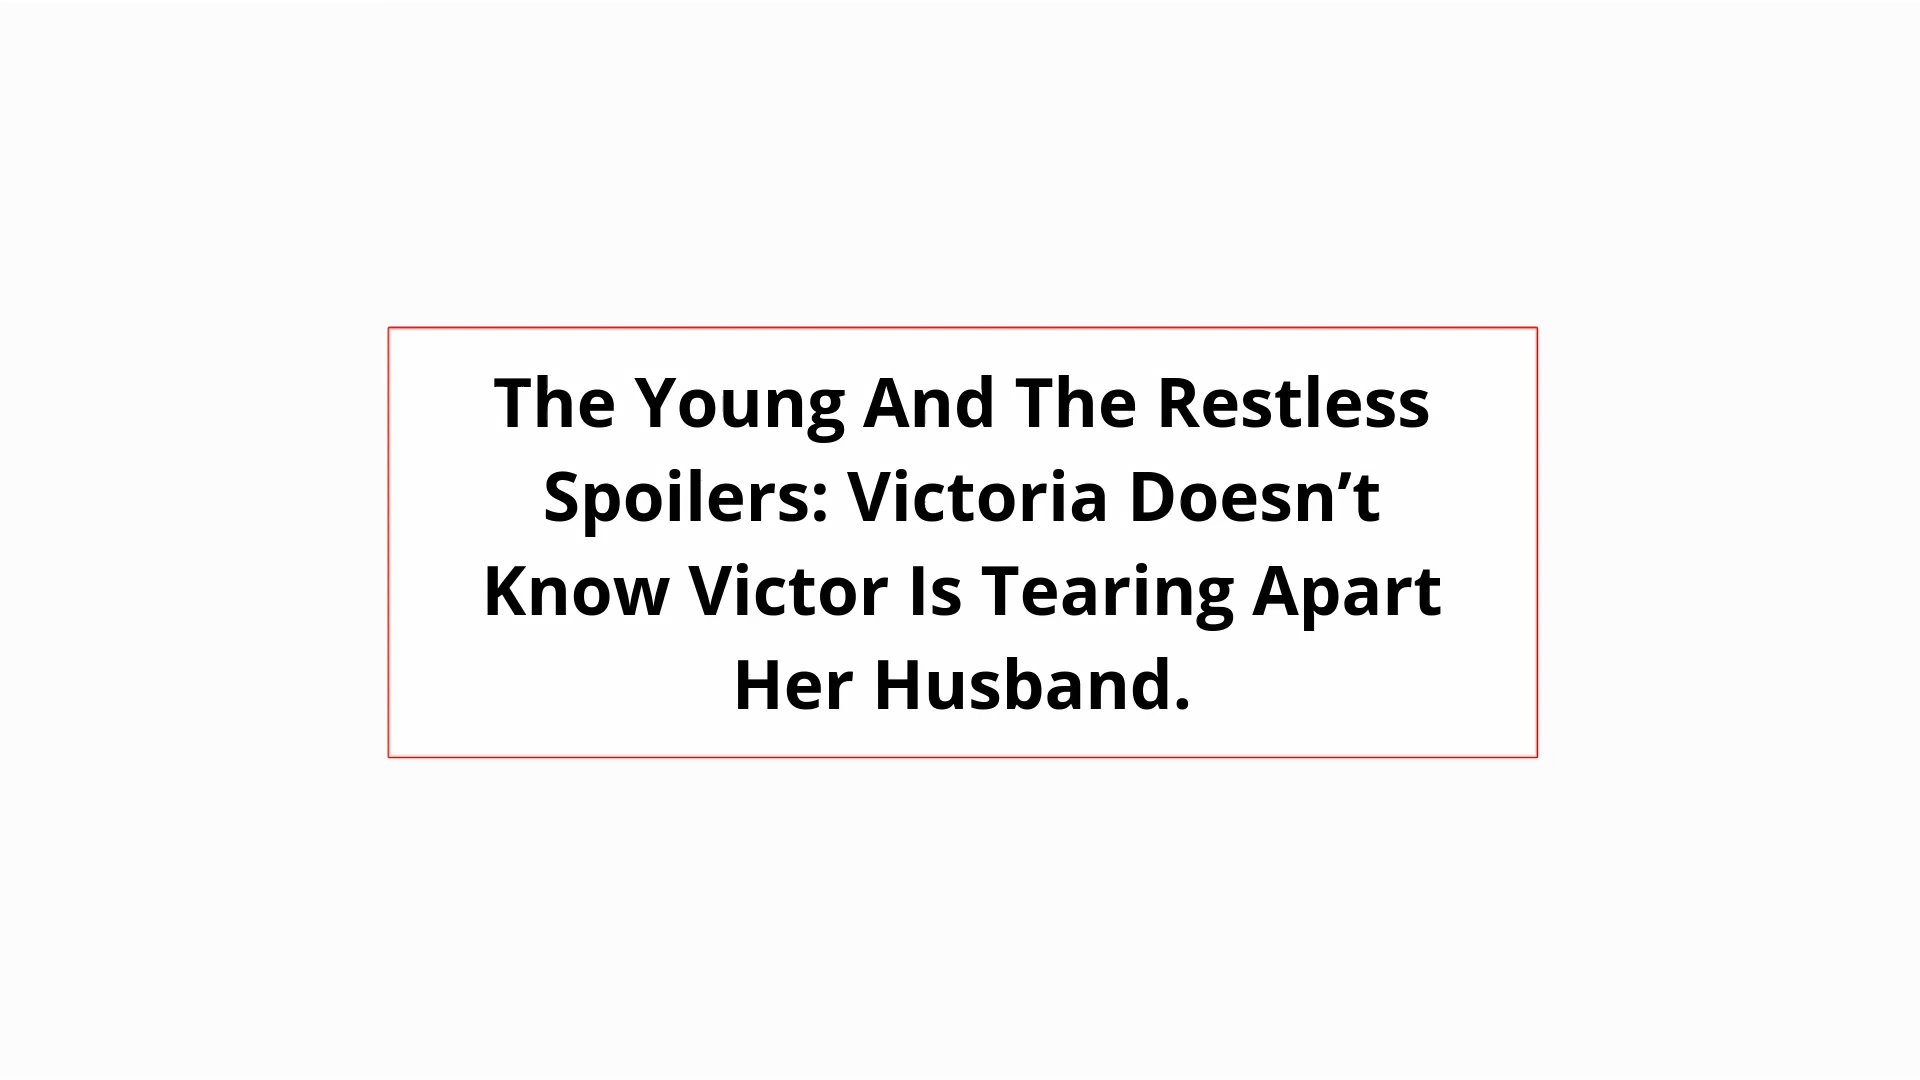 The Young And The Restless
Spoilers: Victoria Doesn’t
Know Victor Is Tearing Apart
Her Husband.